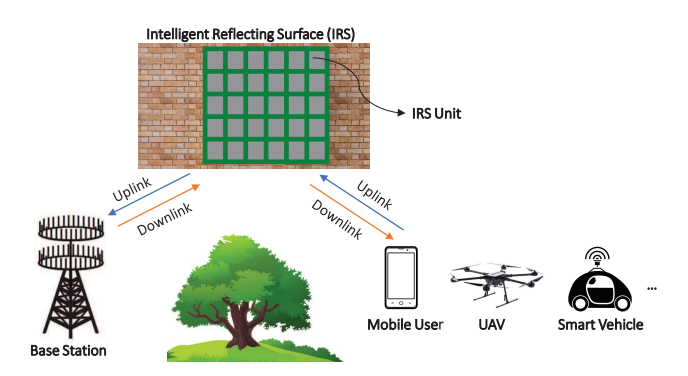 Intelligent Reflecting Surface (IRS)
IRS Unit
Uplink
Downlink
Uplink
Downlink
Base Station
Mobile User
UAV
Smart Vehicle
...